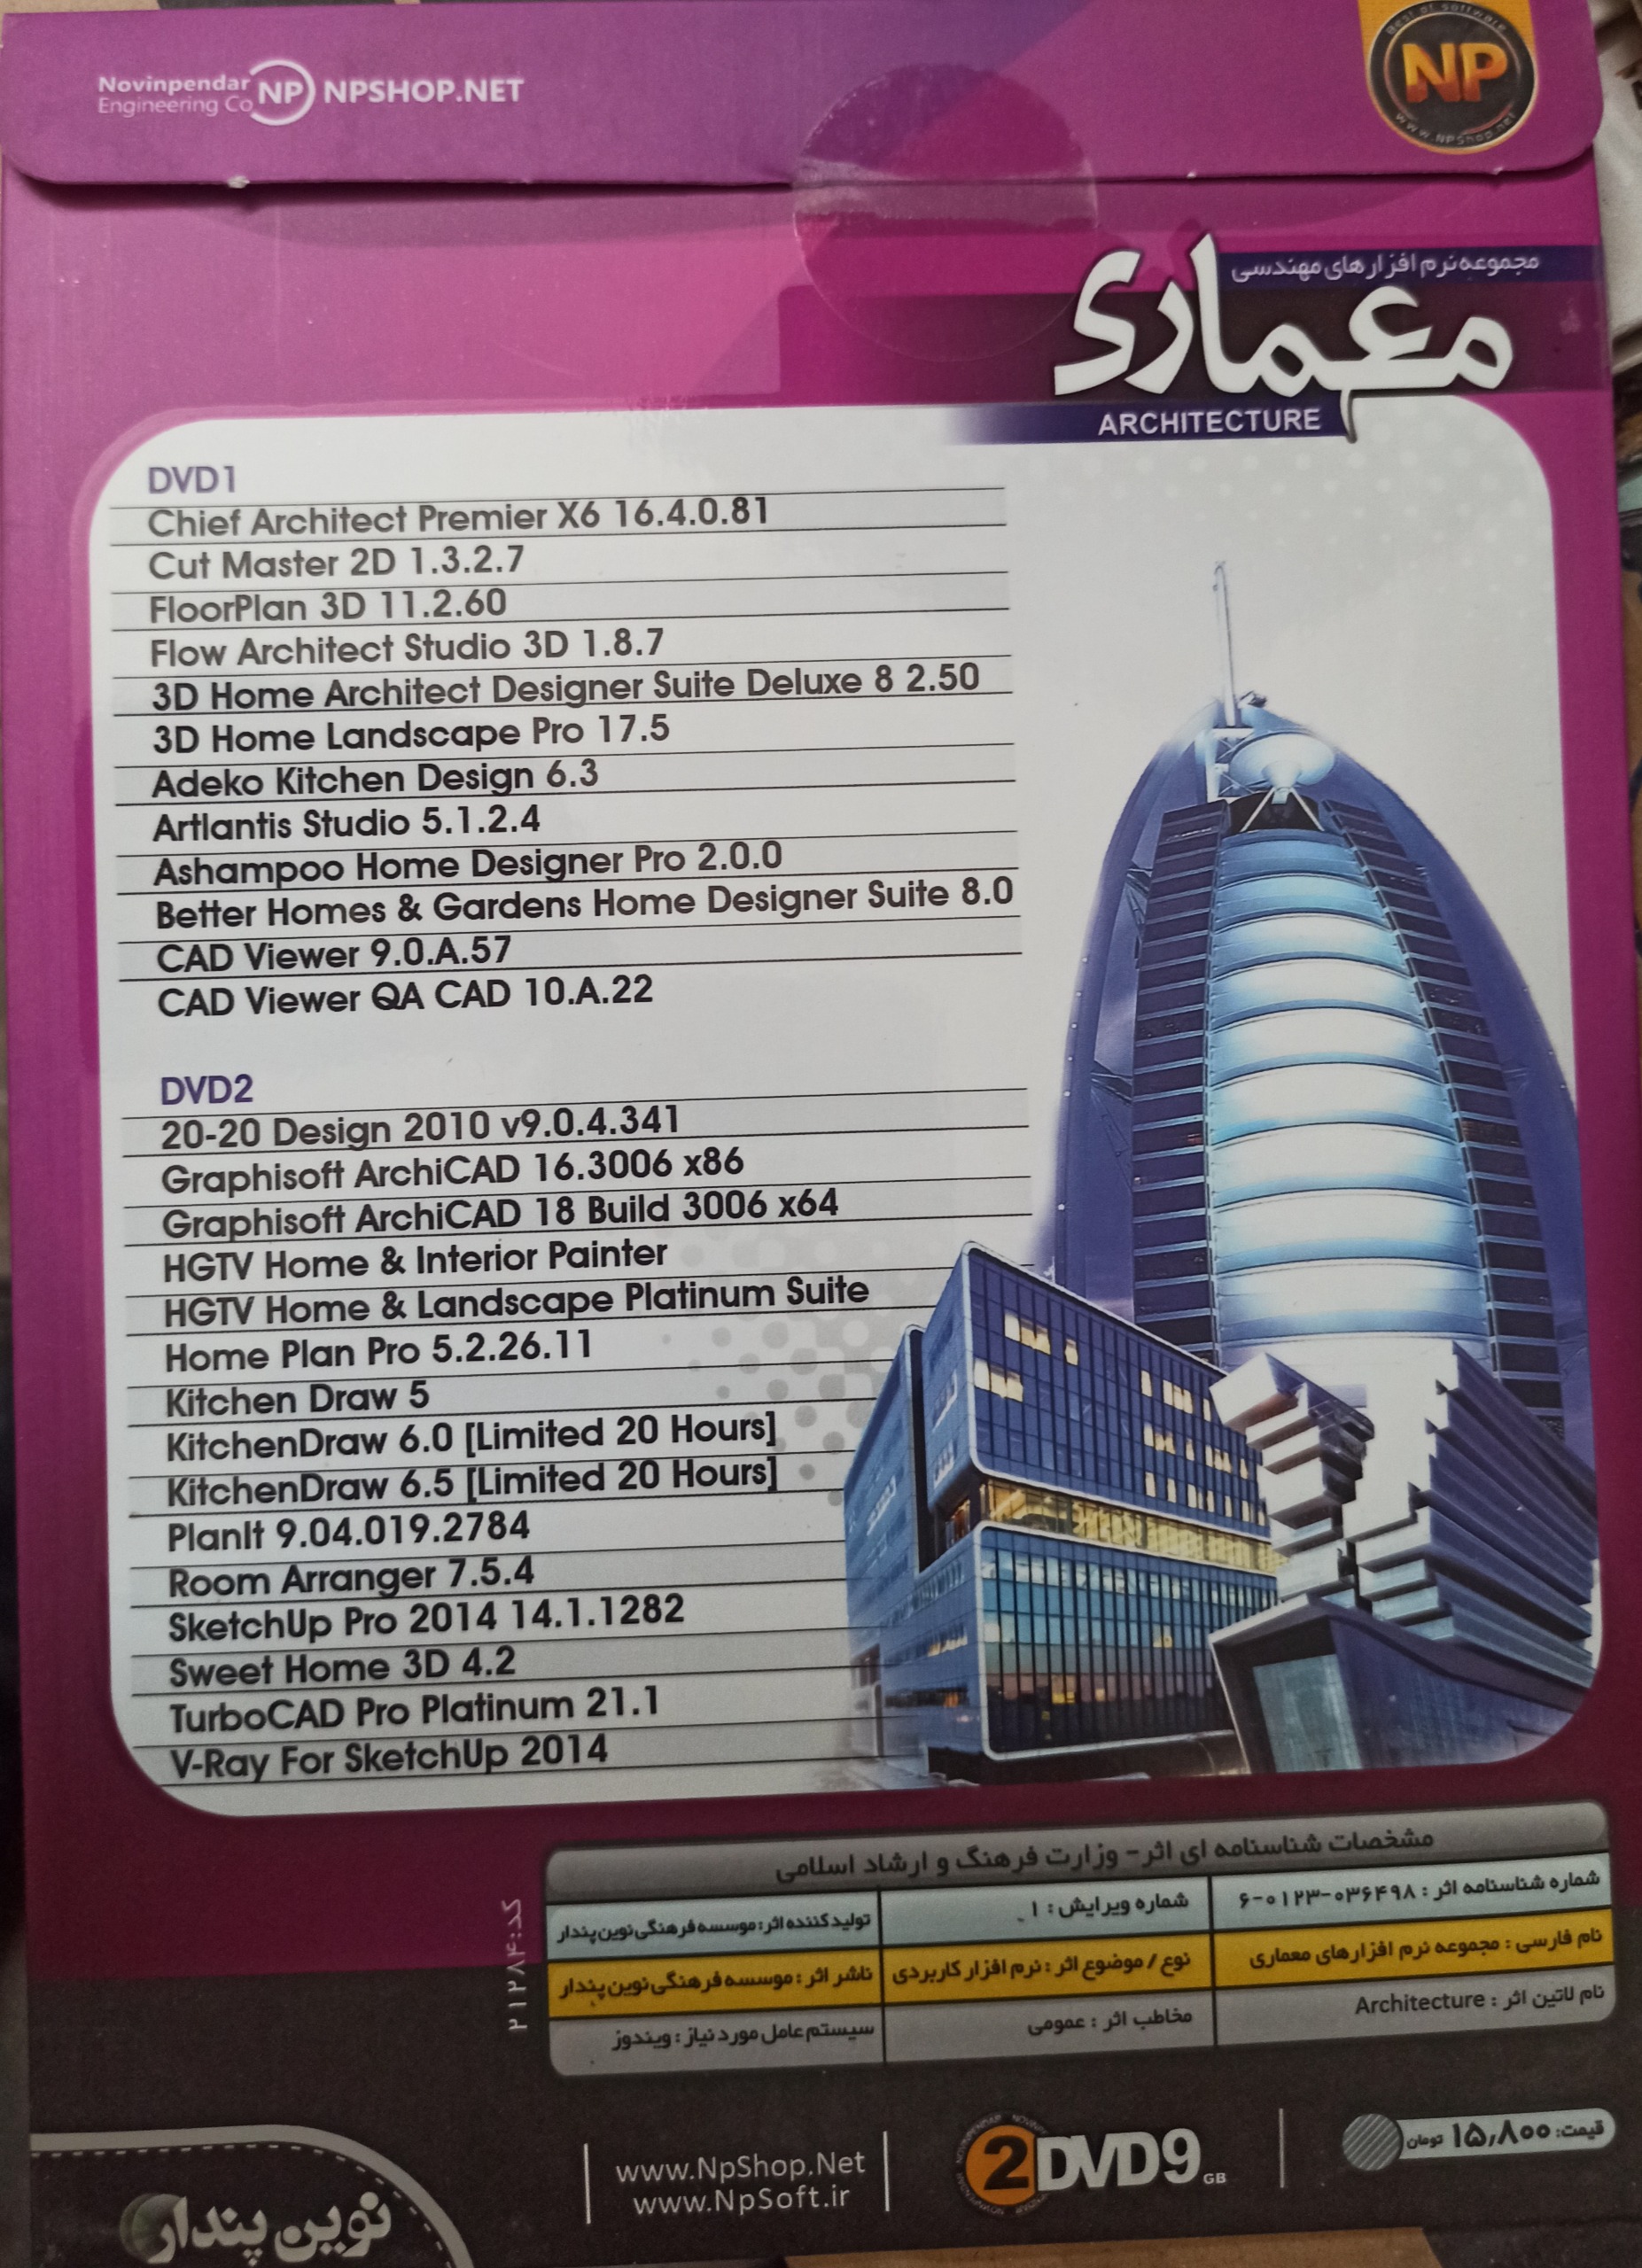 Novinpendar
Engineering Co
NP
NPSHOP.NET
Best of software
NP
www.NPShop.net
مجموعه نرم افزارهای مهندسی
معماری
ARCHITECTURE
DVD1
Chief Architect Premier X6 16.4.0.81
Cut Master 2D 1.3.2.7
FloorPlan 3D 11.2.60
Flow Architect Studio 3D 1.8.7
3D Home Architect Designer Suite Deluxe 8 2.50
3D Home Landscape Pro 17.5
Adeko Kitchen Design 6.3
Artlantis Studio 5.1.2.4
Ashampoo Home Designer Pro 2.0.0
Better Homes & Gardens Home Designer Suite 8.0
CAD Viewer 9.0.A.57
CAD Viewer QA CAD 10.A.22
DVD2
20-20 Design 2010 v9.0.4.341
Graphisoft ArchiCAD 16.3006 x86
Graphisoft ArchiCAD 18 Build 3006 x64
HGTV Home & Interior Painter
HGTV Home & Landscape Platinum Suite
Home Plan Pro 5.2.26.11
Kitchen Draw 5
KitchenDraw 6.0 [Limited 20 Hours]
KitchenDraw 6.5 [Limited 20 Hours]
PlanIt 9.04.019.2784
Room Arranger 7.5.4
SketchUp Pro 2014 14.1.1282
Sweet Home 3D 4.2
TurboCAD Pro Platinum 21.1
V-Ray For SketchUp 2014
مشخصات شناسنامه ای اثر- وزارت فرهنگ و ارشاد اسلامی
شماره شناسنامه اثر : ۰۳۶۴۹۸-۰۱۲۳-۶
شماره ویرایش : ۱
تولید کننده اثر: موسسه فرهنگی نوین پندار
نام فارسی : مجموعه نرم افزارهای معماری
نوع / موضوع اثر : نرم افزار کاربردی
ناشر اثر : موسسه فرهنگی نوین پندار
نام لاتین اثر : Architecture
مخاطب اثر : عمومی
سیستم عامل مورد نیاز : ویندوز
کد: ۲۱۲۸۴
قیمت: ۱۵٫۸۰۰ تومان
2DVD9 GB
www.NpShop.Net
www.NpSoft.ir
نوین پندار